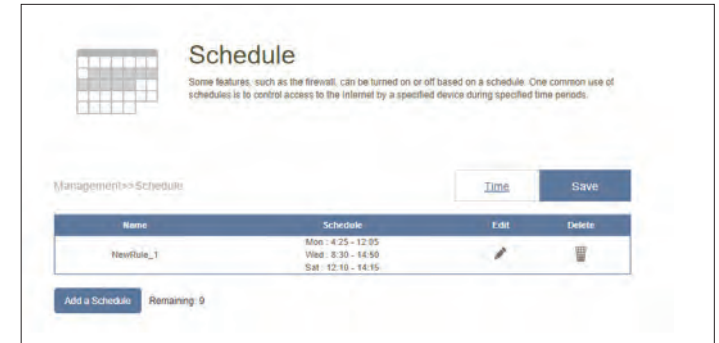 Schedule
Some features, such as the firewall, can be turned on or off based on a schedule. One common use of
schedules is to control access to the Internet by a specified device during specified time periods.
Management>>Schedule
Time
Save
Name Schedule Edit Delete
Mon : 4:25 - 12:05
NewRule_1 Wed : 8:30 - 14:50
Sat : 12:10 - 14:15
Add a Schedule Remaining: 9